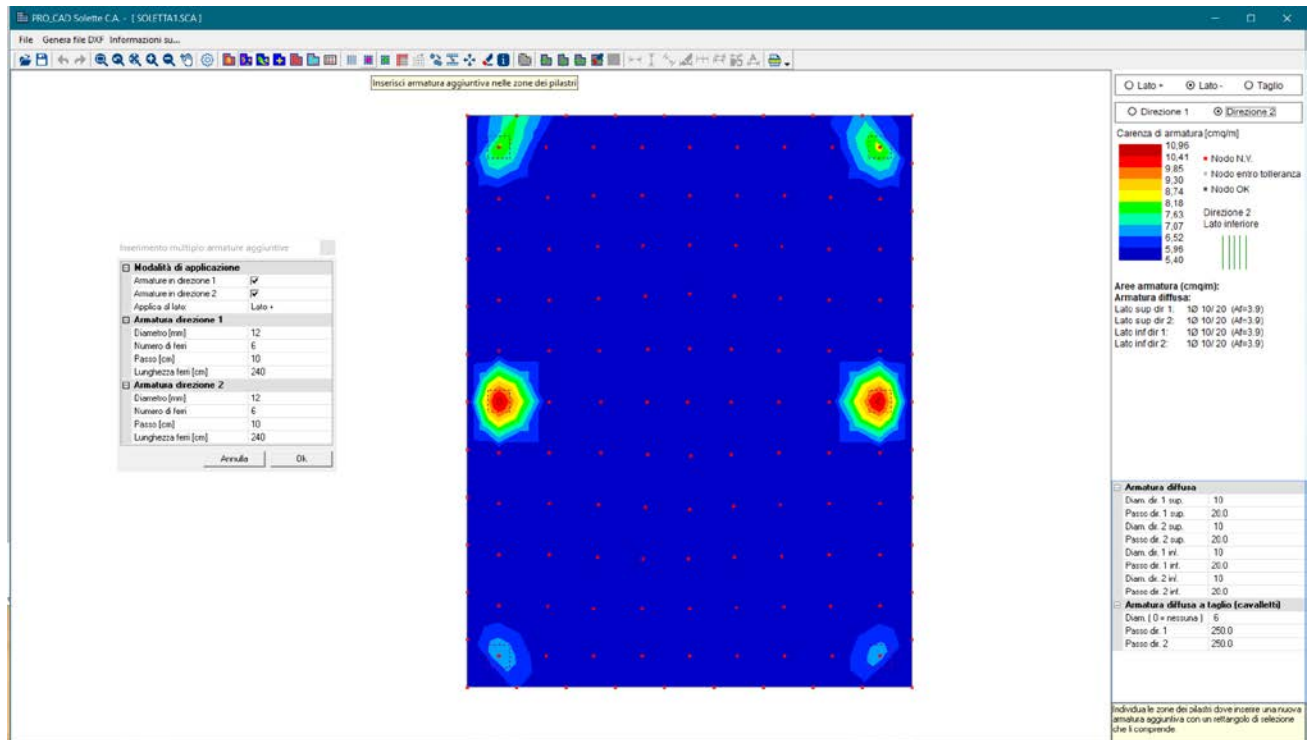 PRO_CAD Solette C.A. - [ SOLETTA1.SCA ]
File Genera file DXF Informazioni su...
Inserisci armatura aggiuntiva nelle zone dei pilastri
Lato + Lato - Taglio
Direzione 1 Direzione 2
Carenza di armatura [cmq/m]
10,96
10,41
9,85
9,30
8,74
8,18
7,63
7,07
6,52
5,96
5,40
Nodo N.V.
Nodo entro tolleranza
Nodo OK
Direzione 2
Lato inferiore
Aree armatura (cmqm):
Armatura diffusa:
Lato sup dir 1: 1Ø 10/ 20 (Af=3.9)
Lato sup dir 2: 1Ø 10/ 20 (Af=3.9)
Lato inf dir 1: 1Ø 10/ 20 (Af=3.9)
Lato inf dir 2: 1Ø 10/ 20 (Af=3.9)
Inserimento multiplo armature aggiuntive
Modalità di applicazione
Armature in direzione 1
Armature in direzione 2
Applica al lato: Lato +
Armatura direzione 1
Diametro [mm] 12
Numero di ferri 6
Passo [cm] 10
Lunghezza ferri [cm] 240
Armatura direzione 2
Diametro [mm] 12
Numero di ferri 6
Passo [cm] 10
Lunghezza ferri [cm] 240
Annulla Ok
Armatura diffusa
Diam. dir. 1 sup. 10
Passo dir. 1 sup. 20.0
Diam. dir. 2 sup. 10
Passo dir. 2 sup. 20.0
Diam. dir. 1 inf. 10
Passo dir. 1 inf. 20.0
Diam. dir. 2 inf. 10
Passo dir. 2 inf. 20.0
Armatura diffusa a taglio (cavalletti)
Diam. ( 0 = nessuna ) 6
Passo dir. 1 250.0
Passo dir. 2 250.0
Individua le zone dei pilastri dove inserire una nuova
armatura aggiuntiva con un rettangolo di selezione
che li comprende.